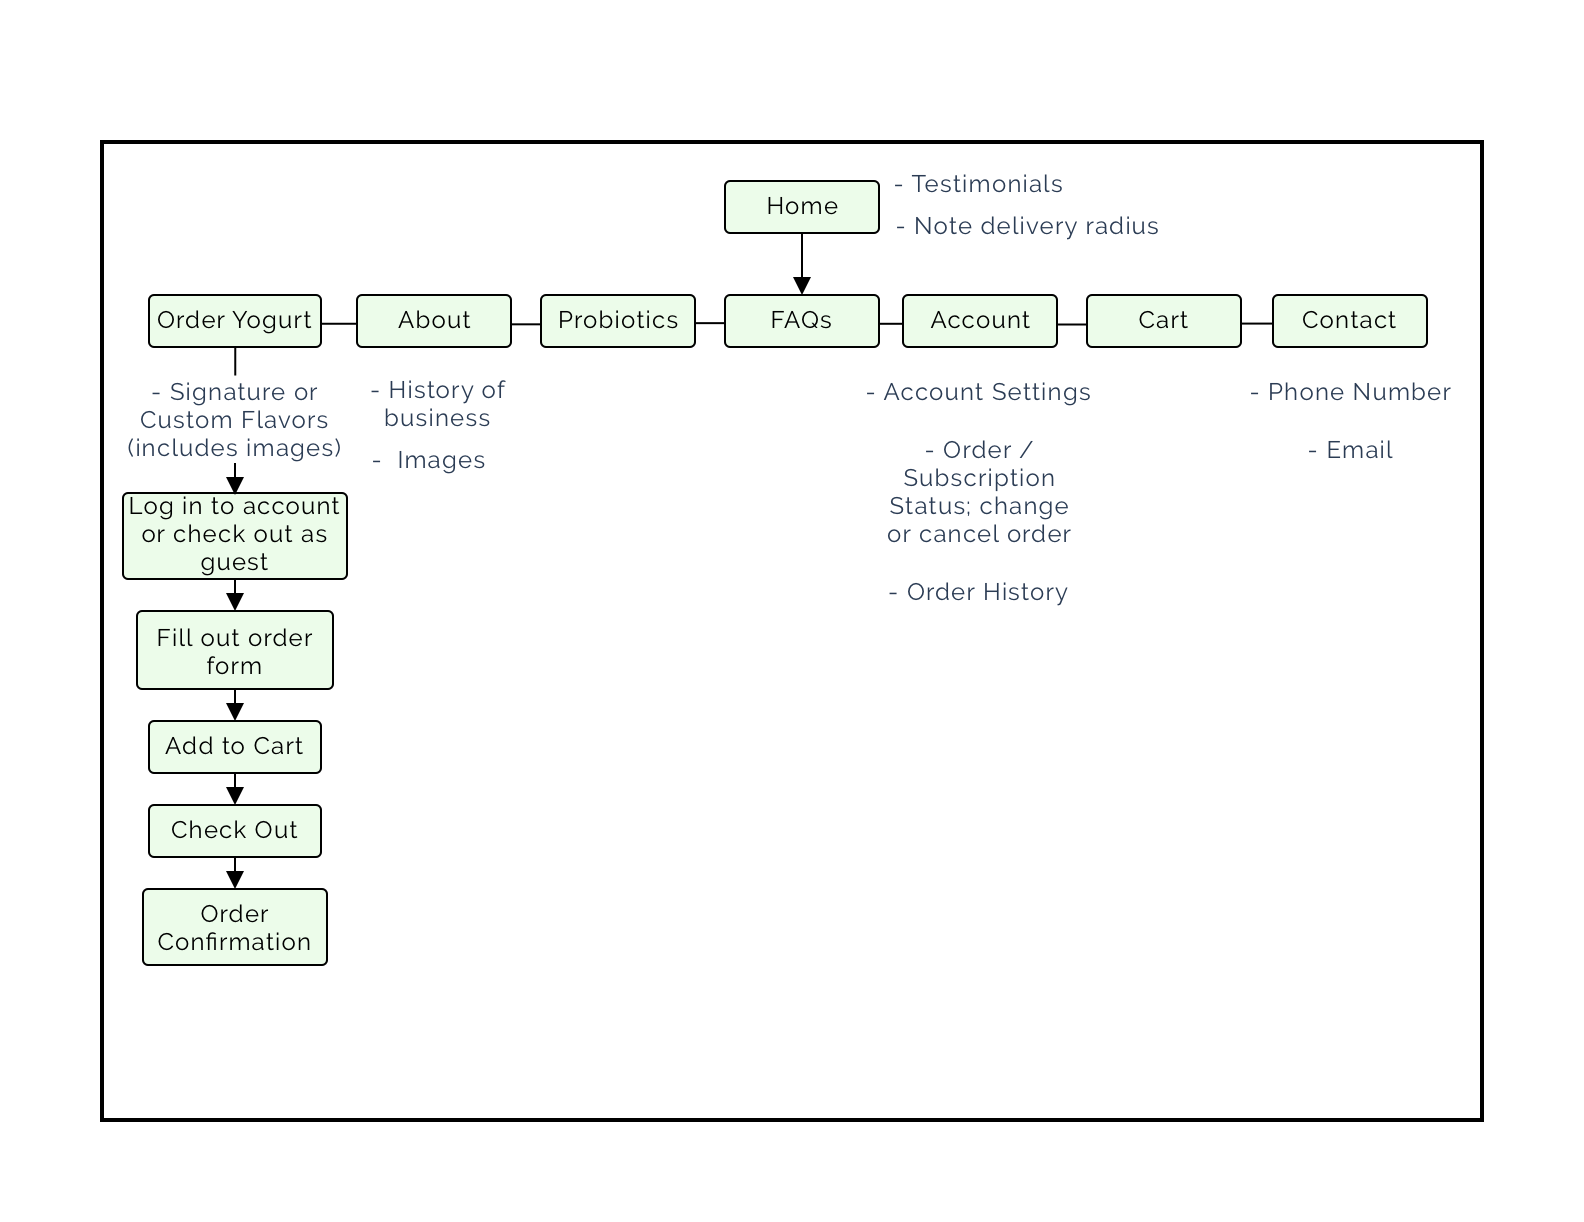 Home
- Testimonials
- Note delivery radius
Order Yogurt
About
Probiotics
FAQs
Account
Cart
Contact
- Signature or
Custom Flavors
(includes images)
Log in to account
or check out as
guest
Fill out order
form
Add to Cart
Check Out
Order
Confirmation
- History of
business
- Images
- Account Settings
- Order /
Subscription
Status; change
or cancel order
- Order History
- Phone Number
- Email